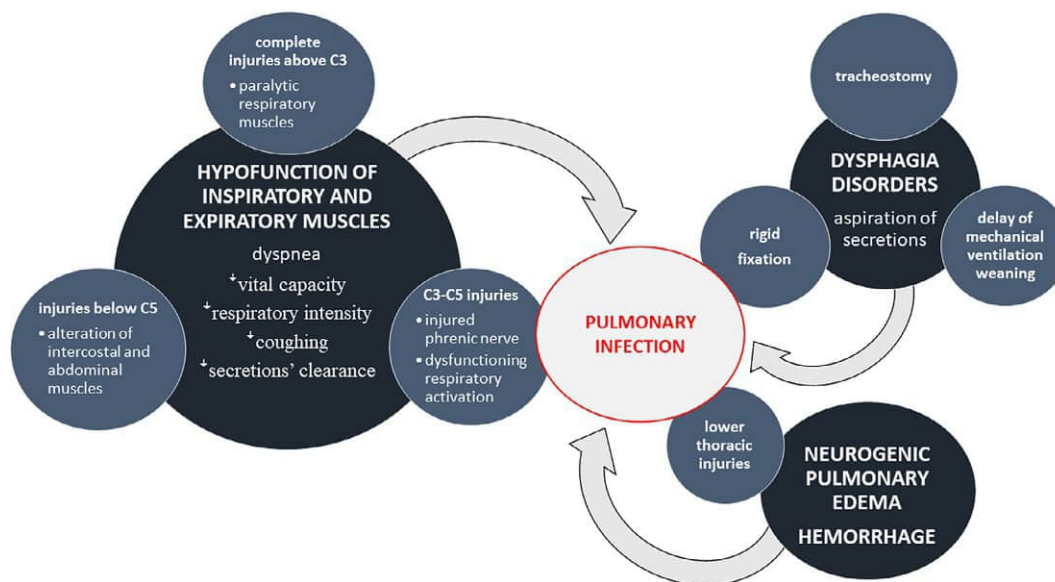 complete
injuries above C3
• paralytic
respiratory
muscles
HYPOFUNCTION OF
INSPIRATORY AND
EXPIRATORY MUSCLES
dyspnea
↓vital capacity
↓respiratory intensity
↓coughing
↓secretions’ clearance
injuries below C5
• alteration of
intercostal and
abdominal
muscles
C3-C5 injuries
• injured
phrenic nerve
• dysfunctioning
respiratory
activation
PULMONARY
INFECTION
tracheostomy
DYSPHAGIA
DISORDERS
aspiration of
secretions
rigid
fixation
delay of
mechanical
ventilation
weaning
lower
thoracic
injuries
NEUROGENIC
PULMONARY
EDEMA
HEMORRHAGE